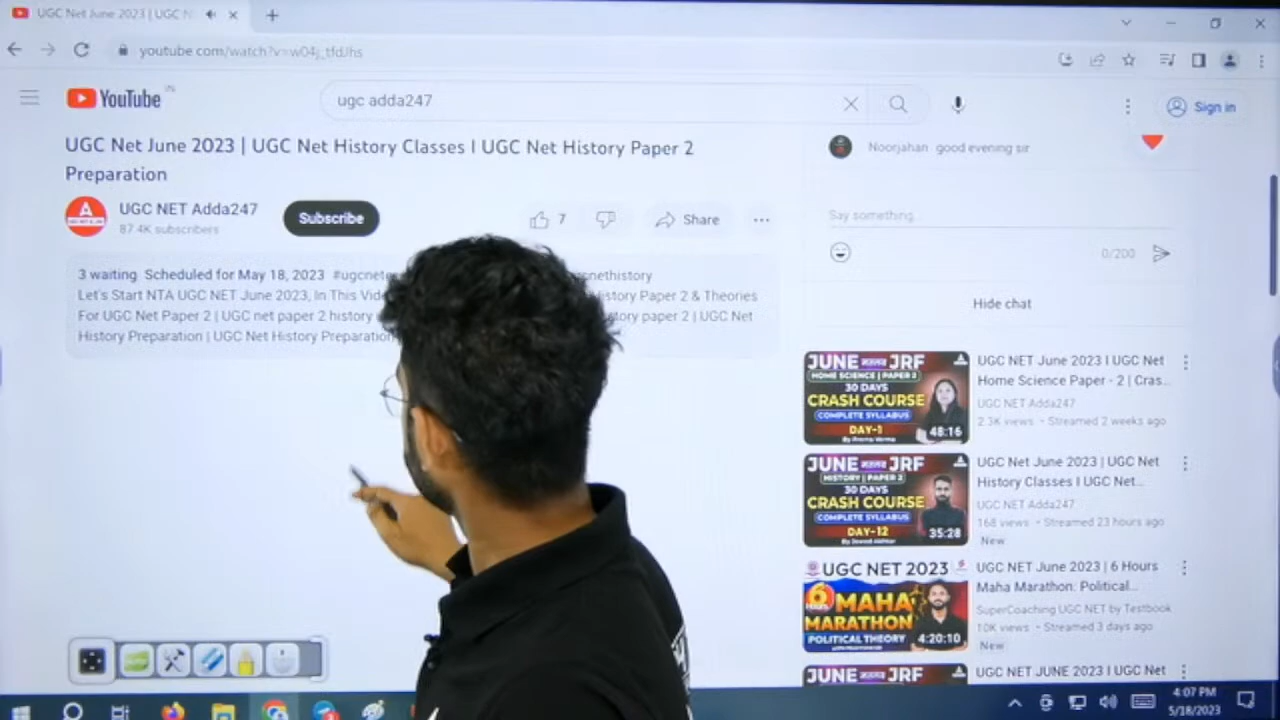 UGC Net June 2023 | UGC N
youtube.com/watch?v=w04j_tfdJhs
YouTube IN
ugc adda247
Sign in
UGC Net June 2023 | UGC Net History Classes I UGC Net History Paper 2
Preparation
UGC NET Adda247
87.4K subscribers
Subscribe
7
Share
3 waiting Scheduled for May 18, 2023 #ugcnet
Let's Start NTA UGC NET June 2023, In This Vide
istory Paper 2 & Theories
For UGC Net Paper 2 | UGC net paper 2 history
story paper 2 | UGC Net
History Preparation | UGC Net History Preparation
Noorjahan good evening sir
Say something
0/200
Hide chat
JUNE JRF
HOME SCIENCE | PAPER 2
30 DAYS
CRASH COURSE
COMPLETE SYLLABUS
DAY-1
48:16
UGC NET June 2023 I UGC Net
Home Science Paper - 2 | Cras...
UGC NET Adda247
2.3K views • Streamed 2 weeks ago
JUNE JRF
HISTORY | PAPER 2
30 DAYS
CRASH COURSE
COMPLETE SYLLABUS
DAY-12
By Jawed Akhtar
35:28
UGC Net June 2023 | UGC Net
History Classes I UGC Net...
UGC NET Adda247
168 views • Streamed 23 hours ago
New
UGC NET 2023
6 MAHA
MARATHON
POLITICAL THEORY
4:20:10
UGC NET June 2023 | 6 Hours
Maha Marathon: Political...
SuperCoaching UGC NET by Testbook
10K views • Streamed 3 days ago
New
JUNE JRF
UGC NET JUNE 2023 I UGC Net
4:07 PM
5/18/2023